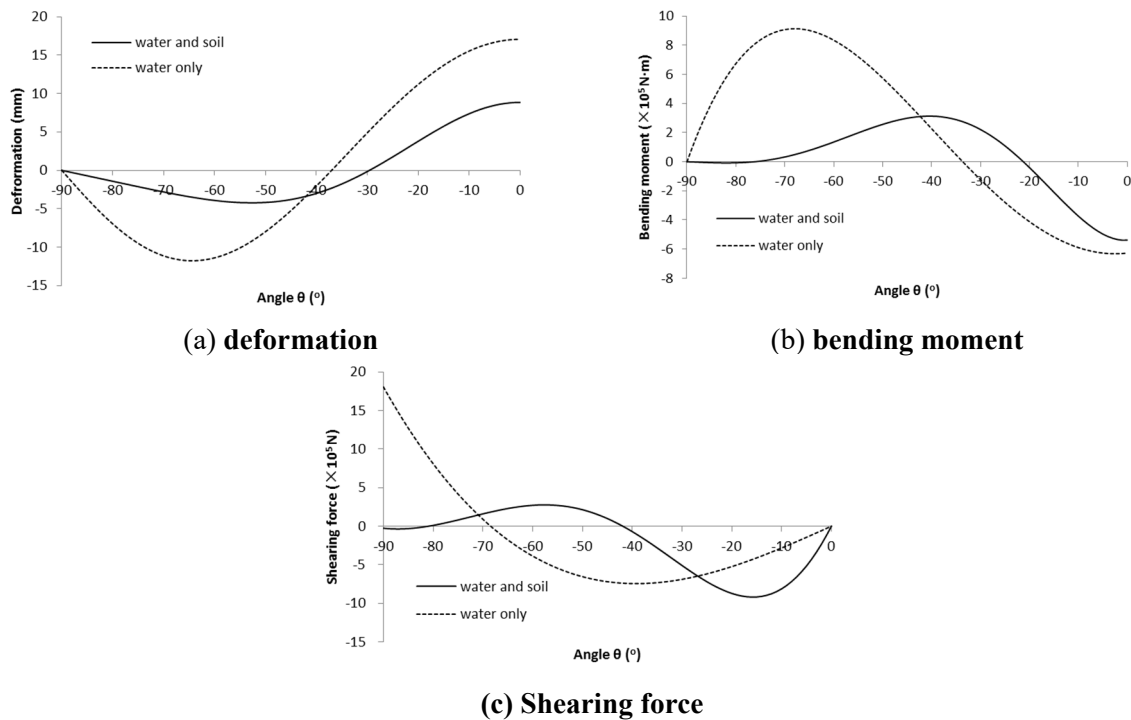 20
15
10
5
0
-5
-10
-15
Defromation (mm)
water and soil
water only
-90 -80 -70 -60 -50 -40 -30 -20 -10 0
Angle θ (°)
(a) deformation
10
8
6
4
2
0
-2
-4
-6
-8
Bending moment (×10⁵N·m)
-90 -80 -70 -60 -50 -40 -30 -20 -10 0
water and soil
water only
Angle θ (°)
(b) bending moment
20
15
10
5
0
-5
-10
-15
Shearing force (×10⁵N)
-90 -80 -70 -60 -50 -40 -30 -20 -10 0
water and soil
water only
Angle θ (°)
(c) Shearing force